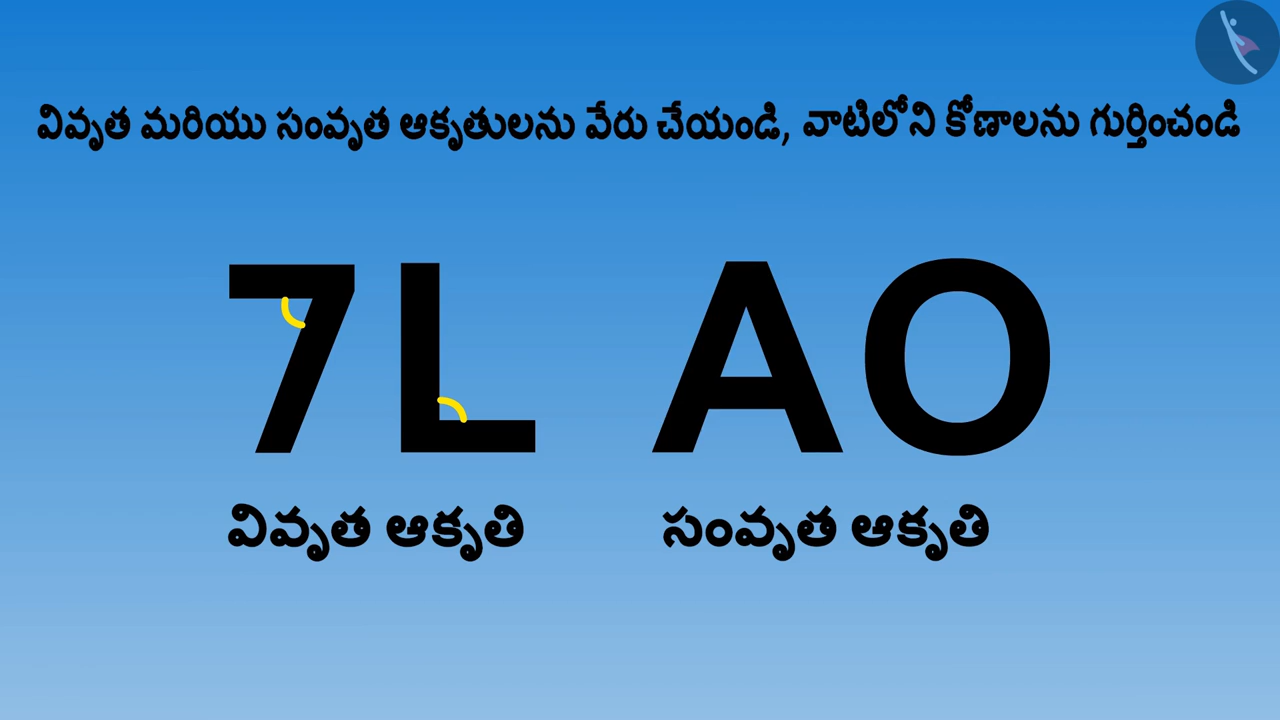 వివృత మరియు సంవృత ఆకృతులను వేరు చేయండి, వాటిలోని కోణాలను గుర్తించండి
7L AO
వివృత ఆకృతి సంవృత ఆకృతి